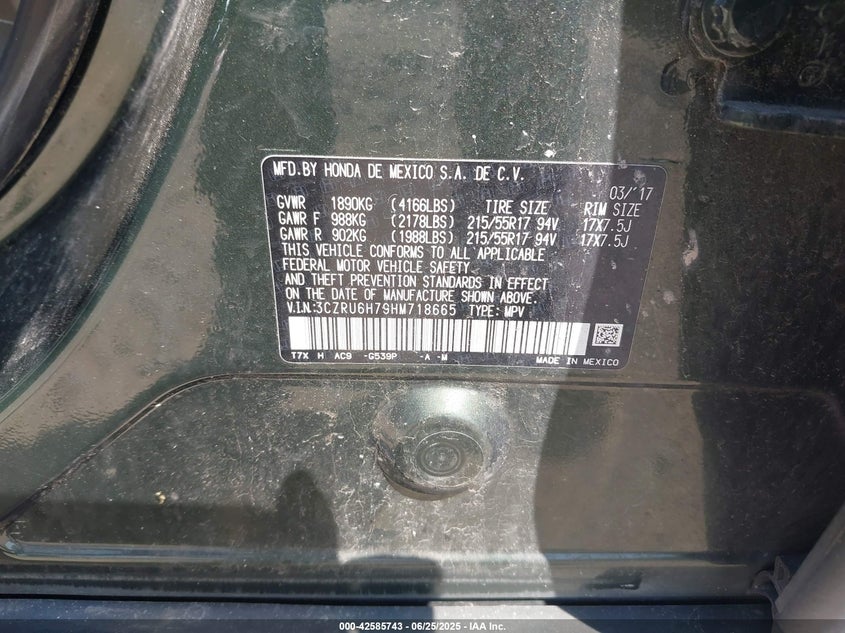 MFD.BY HONDA DE MEXICO S.A. DE C.V.
03/'17
GVWR 1890KG (4166LBS) TIRE SIZE RIM SIZE
GAWR F 988KG (2178LBS) 215/55R17 94V 17X7.5J
GAWR R 902KG (1988LBS) 215/55R17 94V 17X7.5J
THIS VEHICLE CONFORMS TO ALL APPLICABLE
FEDERAL MOTOR VEHICLE SAFETY
AND THEFT PREVENTION STANDARDS IN EFFECT
ON THE DATE OF MANUFACTURE SHOWN ABOVE.
V.I.N:3CZRU6H79HM718665 TYPE: MPV
T7X H AC9 -G539P -A -M MADE IN MEXICO
000-42585743 - 06/25/2025 - IAA Inc.